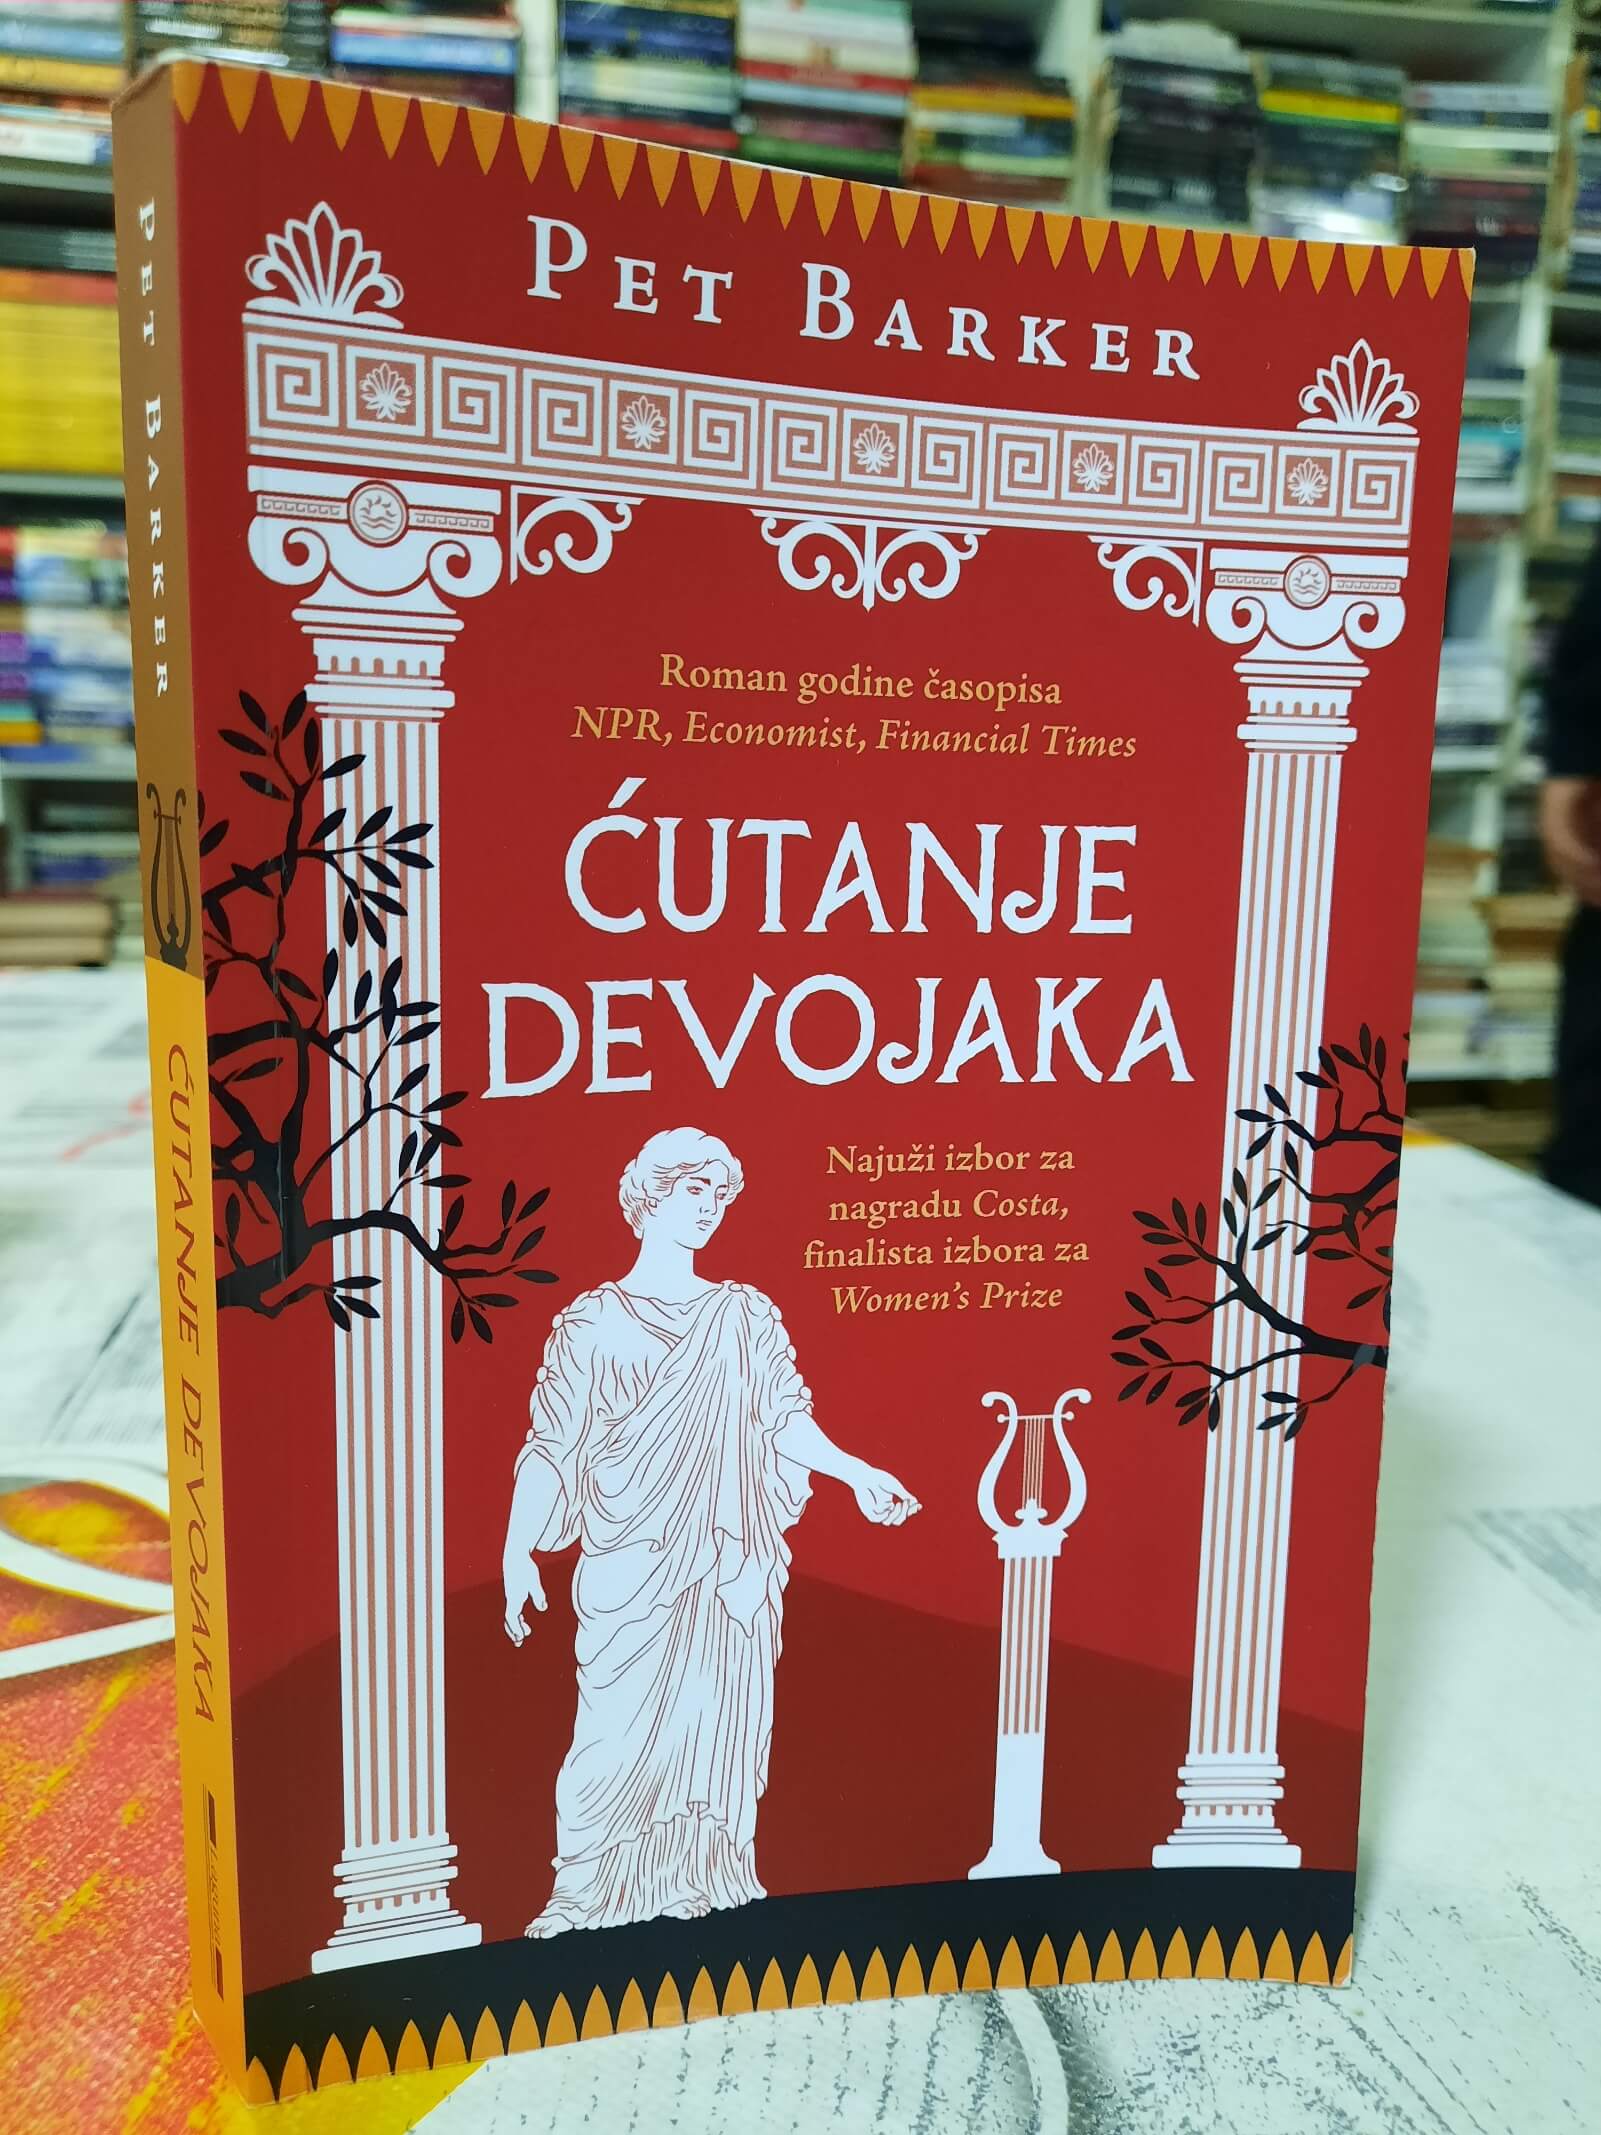 PET BARKER
Roman godine časopisa
NPR, Economist, Financial Times
ĆUTANJE
DEVOJAKA
Najuži izbor za
nagradu Costa,
finalista izbora za
Women's Prize
PET BARKER
ĆUTANJE DEVOJAKA
Laguna